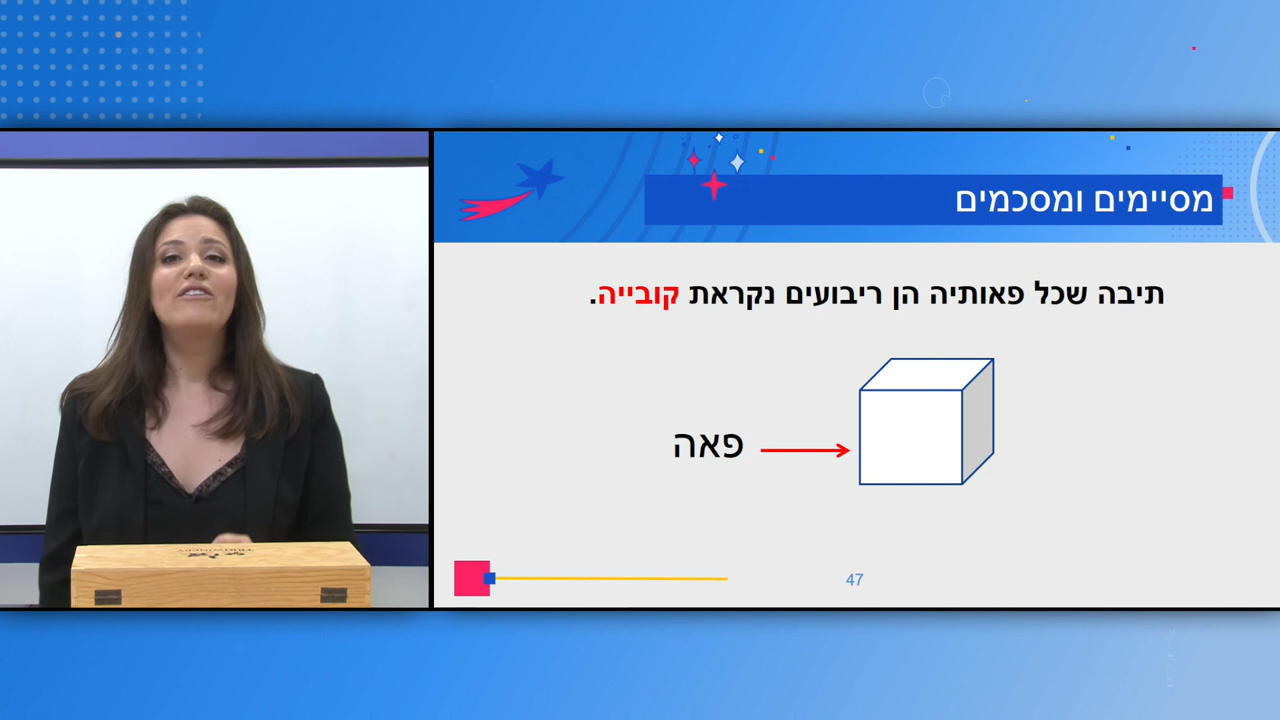 מסיימים ומסכמים
תיבה שכל פאותיה הן ריבועים נקראת קובייה.
פאה
47